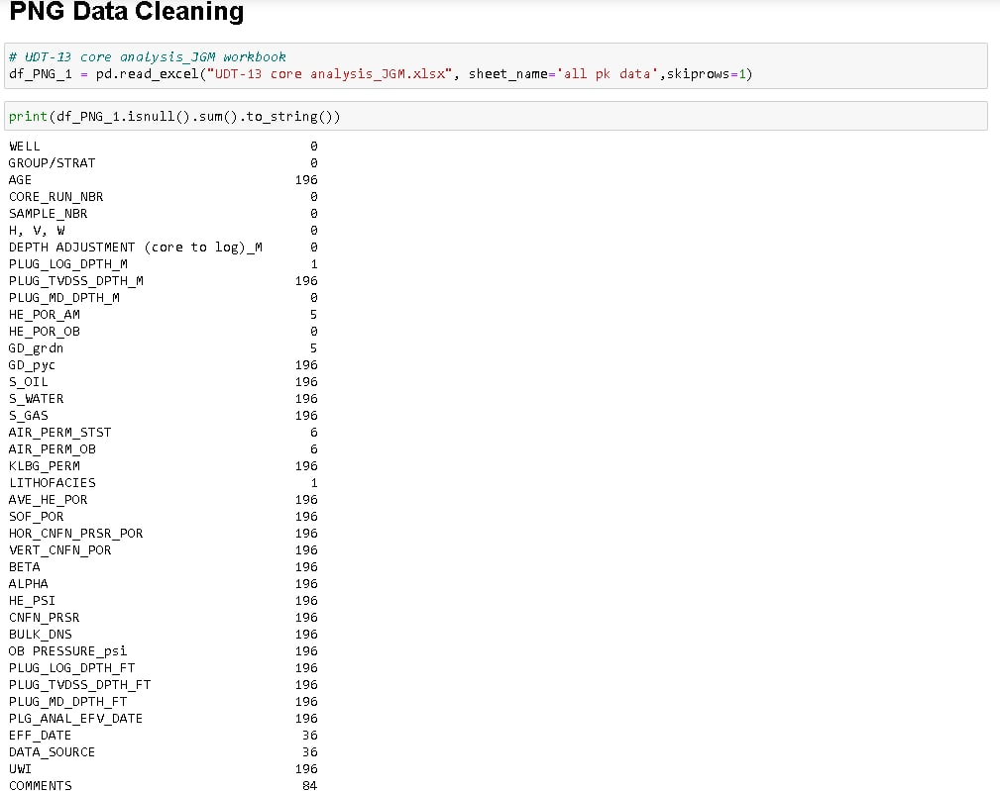 PNG Data Cleaning
# UDT-13 core analysis_JGM workbook
df_PNG_1 = pd.read_excel("UDT-13 core analysis_JGM.xlsx", sheet_name='all pk data',skiprows=1)
print(df_PNG_1.isnull().sum().to_string())
WELL 0
GROUP/STRAT 0
AGE 196
CORE_RUN_NBR 0
SAMPLE_NBR 0
H, V, W 0
DEPTH ADJUSTMENT (core to log)_M 0
PLUG_LOG_DPTH_M 1
PLUG_TVDSS_DPTH_M 196
PLUG_MD_DPTH_M 0
HE_POR_AM 5
HE_POR_OB 0
GD_grdn 5
GD_pyc 196
S_OIL 196
S_WATER 196
S_GAS 196
AIR_PERM_STST 6
AIR_PERM_OB 6
KLBG_PERM 196
LITHOFACIES 1
AVE_HE_POR 196
SOF_POR 196
HOR_CNFN_PRSR_POR 196
VERT_CNFN_POR 196
BETA 196
ALPHA 196
HE_PSI 196
CNFN_PRSR 196
BULK_DNS 196
OB PRESSURE_psi 196
PLUG_LOG_DPTH_FT 196
PLUG_TVDSS_DPTH_FT 196
PLUG_MD_DPTH_FT 196
PLG_ANAL_EFV_DATE 196
EFF_DATE 36
DATA_SOURCE 36
UWI 196
COMMENTS 84